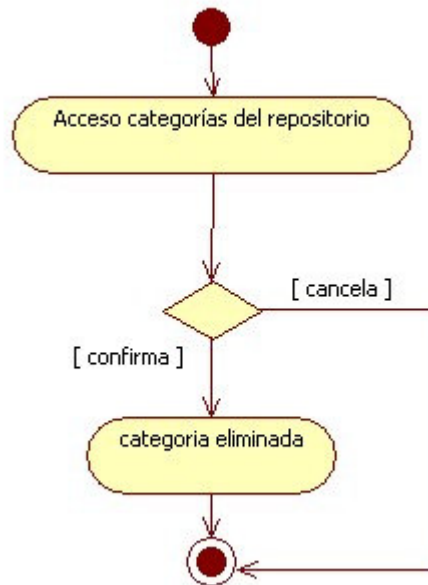 Acceso categorías del repositorio
[ cancela ]
[ confirma ]
categoria eliminada